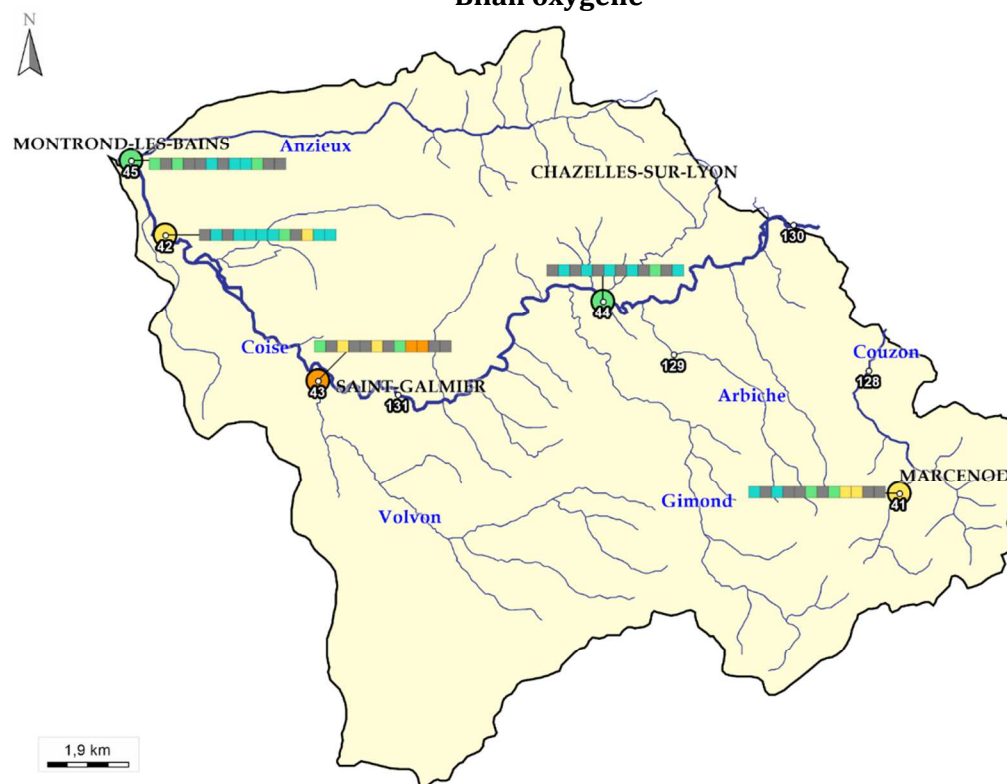 Bilan oxygène
N
MONTROND-LES-BAINS
Anzieux
45
CHAZELLES-SUR-LYON
42
130
44
Coise
Couzon
129
43
SAINT-GALMIER
128
131
Arbiche
MARCENOD
Gimond
41
Volvon
1,9 km